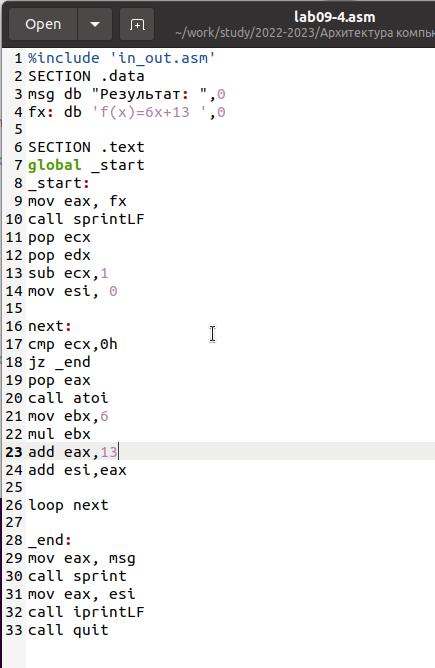 Open
lab09-4.asm
~/work/study/2022-2023/Архитектура
1 %include 'in_out.asm'
2 SECTION .data
3 msg db "Результат: ",0
4 fx: db 'f(x)=6x+13 ',0
5
6 SECTION .text
7 global _start
8 _start:
9 mov eax, fx
10 call sprintLF
11 pop ecx
12 pop edx
13 sub ecx,1
14 mov esi, 0
15
16 next:
17 cmp ecx,0h
18 jz _end
19 pop eax
20 call atoi
21 mov ebx,6
22 mul ebx
23 add eax,13
24 add esi,eax
25
26 loop next
27
28 _end:
29 mov eax, msg
30 call sprint
31 mov eax, esi
32 call iprintLF
33 call quit